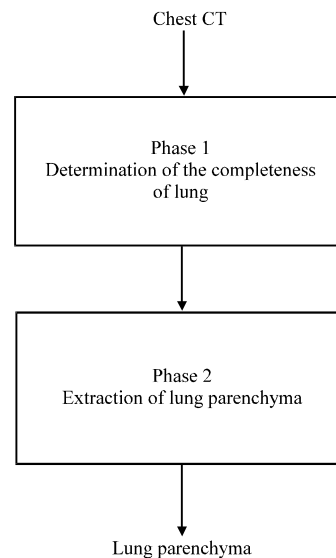 Chest CT
Phase 1
Determination of the completeness
of lung
Phase 2
Extraction of lung parenchyma
Lung parenchyma